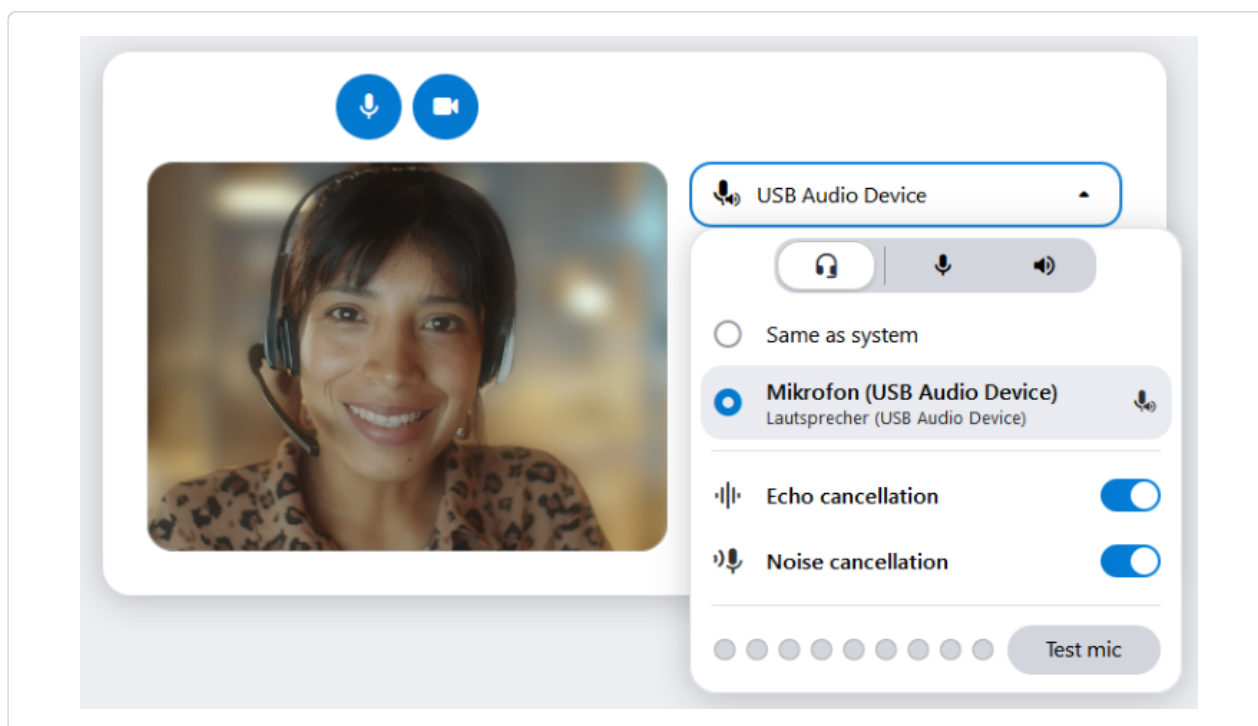 USB Audio Device
Same as system
Mikrofon (USB Audio Device)
Lautsprecher (USB Audio Device)
Echo cancellation
Noise cancellation
Test mic